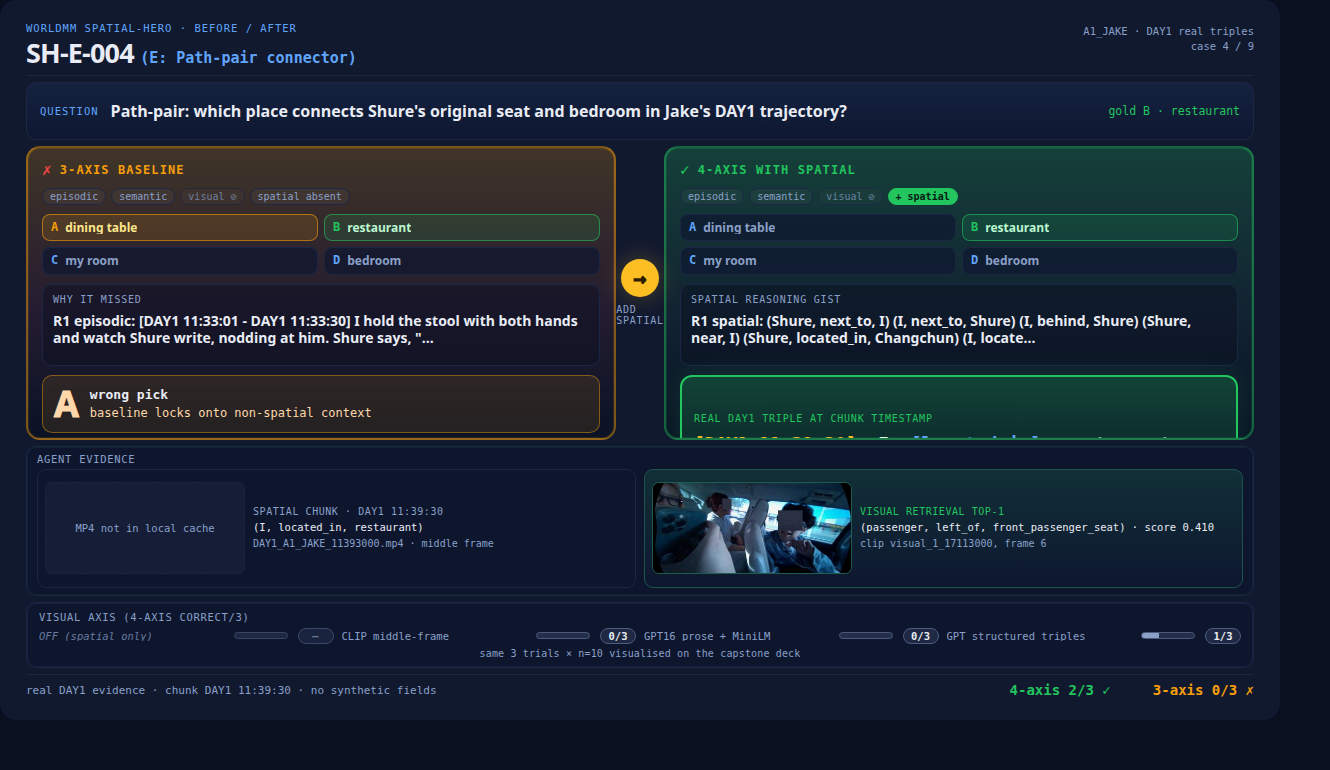 WORLDMM SPATIAL-HERO · BEFORE / AFTER
SH-E-004 (E: Path-pair connector)
A1_JAKE · DAY1 real triples
case 4 / 9
QUESTION Path-pair: which place connects Shure's original seat and bedroom in Jake's DAY1 trajectory?
gold B · restaurant
✗ 3-AXIS BASELINE
episodic semantic visual ⊘ spatial absent
A dining table
B restaurant
C my room
D bedroom
WHY IT MISSED
R1 episodic: [DAY1 11:33:01 - DAY1 11:33:30] I hold the stool with both hands
and watch Shure write, nodding at him. Shure says, "...
A wrong pick
baseline locks onto non-spatial context
→
ADD
SPATIAL
✓ 4-AXIS WITH SPATIAL
episodic semantic visual ⊘ + spatial
A dining table
B restaurant
C my room
D bedroom
SPATIAL REASONING GIST
R1 spatial: (Shure, next_to, I) (I, next_to, Shure) (I, behind, Shure) (Shure,
near, I) (Shure, located_in, Changchun) (I, locate...
REAL DAY1 TRIPLE AT CHUNK TIMESTAMP
AGENT EVIDENCE
MP4 not in local cache
SPATIAL CHUNK · DAY1 11:39:30
(I, located_in, restaurant)
DAY1_A1_JAKE_11393000.mp4 · middle frame
VISUAL RETRIEVAL TOP-1
(passenger, left_of, front_passenger_seat) · score 0.410
clip visual_1_17113000, frame 6
VISUAL AXIS (4-AXIS CORRECT/3)
OFF (spatial only) — CLIP middle-frame 0/3 GPT16 prose + MiniLM 0/3 GPT structured triples 1/3
same 3 trials × n=10 visualised on the capstone deck
real DAY1 evidence · chunk DAY1 11:39:30 · no synthetic fields
4-axis 2/3 ✓ 3-axis 0/3 ✗